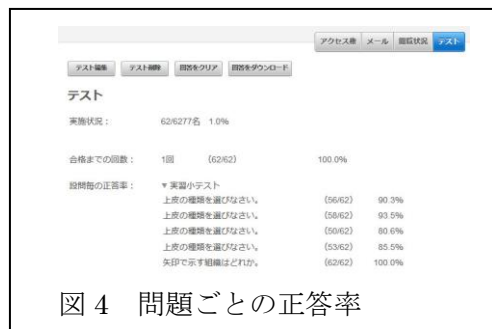 アクセス権 メール 閲覧状況 テスト
テスト編集 テスト削除 回答をクリア 回答をダウンロード
テスト
実施状況： 62/6277名 1.0%
合格までの回数： 1回 (62/62) 100.0%
設問毎の正答率： ▼実習小テスト
上皮の種類を選びなさい。 (56/62) 90.3%
上皮の種類を選びなさい。 (58/62) 93.5%
上皮の種類を選びなさい。 (50/62) 80.6%
上皮の種類を選びなさい。 (53/62) 85.5%
矢印で示す組織はどれか。 (62/62) 100.0%
図 4 問題ごとの正答率